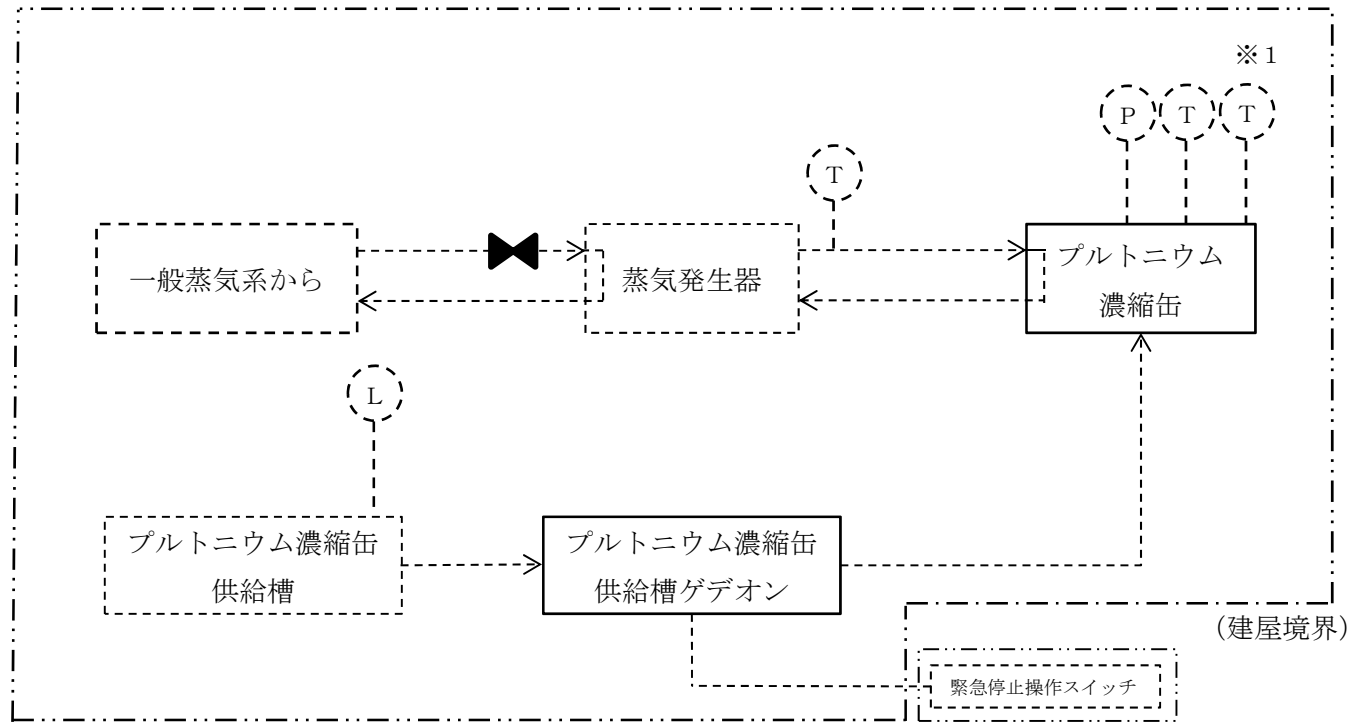 ※1
P
T
T
T
一般蒸気系から
蒸気発生器
プルトニウム
濃縮缶
L
プルトニウム濃縮缶
供給槽
プルトニウム濃縮缶
供給槽ゲデオン
(建屋境界)
緊急停止操作スイッチ